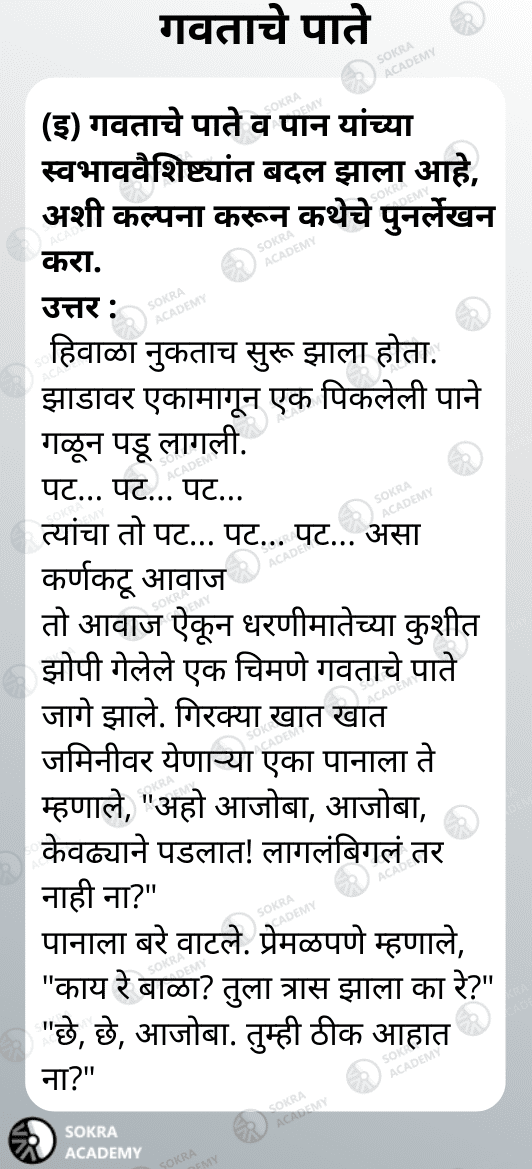 गवताचे पाते
(इ) गवताचे पाते व पान यांच्या
स्वभाववैशिष्ट्यांत बदल झाला आहे,
अशी कल्पना करून कथेचे पुनर्लेखन
करा.
उत्तर :
हिवाळा नुकताच सुरू झाला होता.
झाडावर एकामागून एक पिकलेली पाने
गळून पडू लागली.
पट... पट... पट...
त्यांचा तो पट... पट... पट... असा
कर्णकटू आवाज
तो आवाज ऐकून धरणीमातेच्या कुशीत
झोपी गेलेले एक चिमणे गवताचे पाते
जागे झाले. गिरक्या खात खात
जमिनीवर येणाऱ्या एका पानाला ते
म्हणाले, "अहो आजोबा, आजोबा,
केवढ्याने पडलात! लागलंबिगलं तर
नाही ना?"
पानाला बरे वाटले. प्रेमळपणे म्हणाले,
"काय रे बाळा? तुला त्रास झाला का रे?"
"छे, छे, आजोबा. तुम्ही ठीक आहात
ना?"
SOKRA
ACADEMY